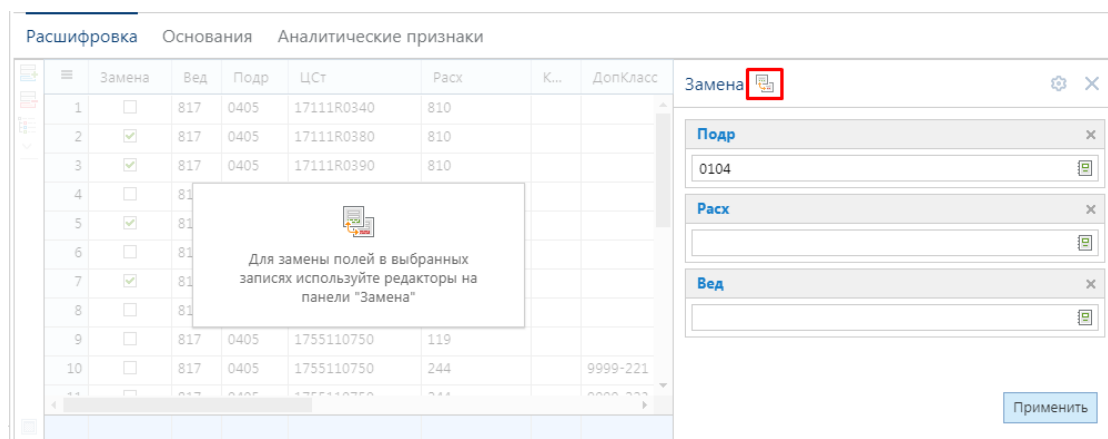 Расшифровка Основания Аналитические признаки
Замена Вед Подр ЦСт Расх К... ДопКласс
1 817 0405 17111R0340 810
2 817 0405 17111R0380 810
3 817 0405 17111R0390 810
4 81
5 81
6 81
7 81
8 81
9 817 0405 1755110750 119
10 817 0405 1755110750 244 9999-221
Для замены полей в выбранных
записях используйте редакторы на
панели "Замена"
Замена
Подр
0104
Расх
Вед
Применить